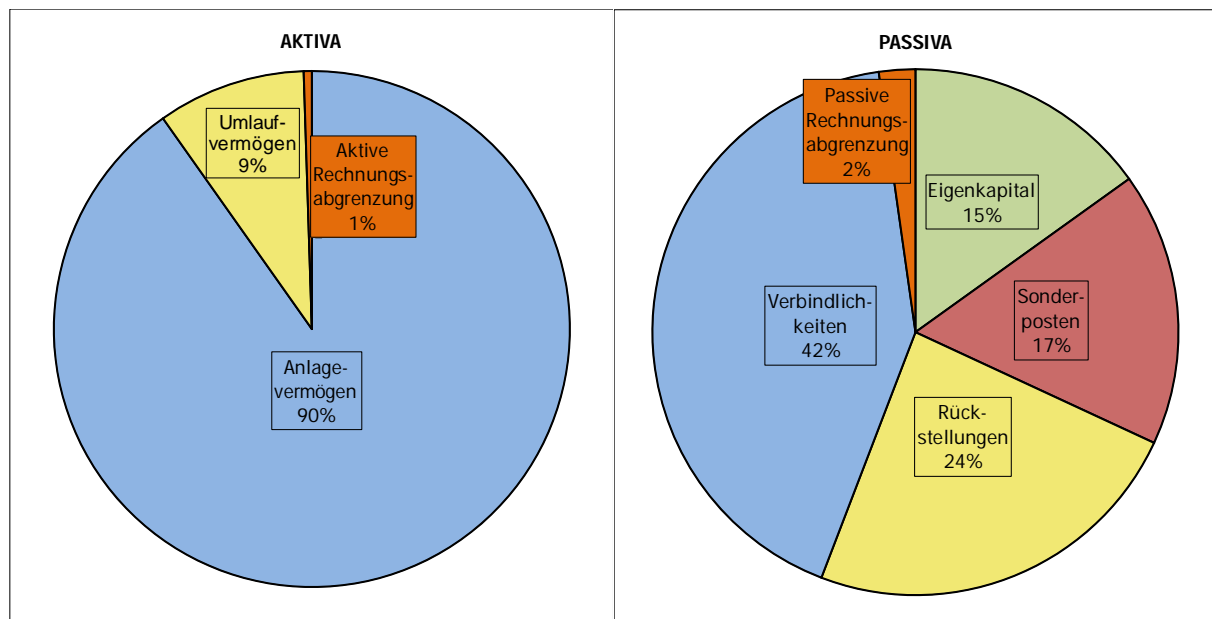 AKTIVA
Umlauf-
vermögen
9%
Aktive
Rechnungs-
abgrenzung
1%
Anlage-
vermögen
90%
PASSIVA
Passive
Rechnungs-
abgrenzung
2%
Eigenkapital
15%
Verbindlich-
keiten
42%
Sonder-
posten
17%
Rück-
stellungen
24%